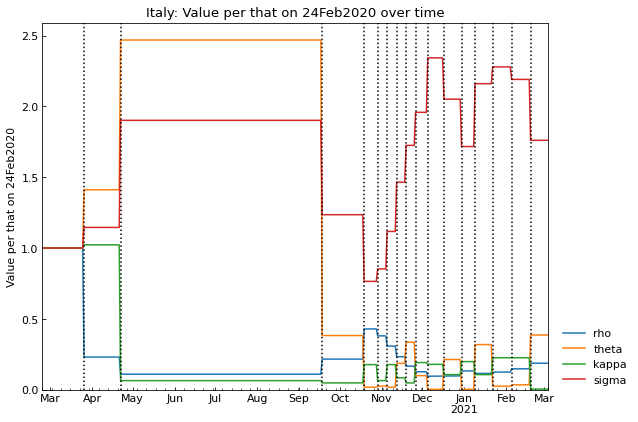 Italy: Value per that on 24Feb2020 over time
Value per that on 24Feb2020
2.5
2.0
1.5
1.0
0.5
0.0
Mar Apr May Jun Jul Aug Sep Oct Nov Dec Jan Feb Mar
2021
rho
theta
kappa
sigma